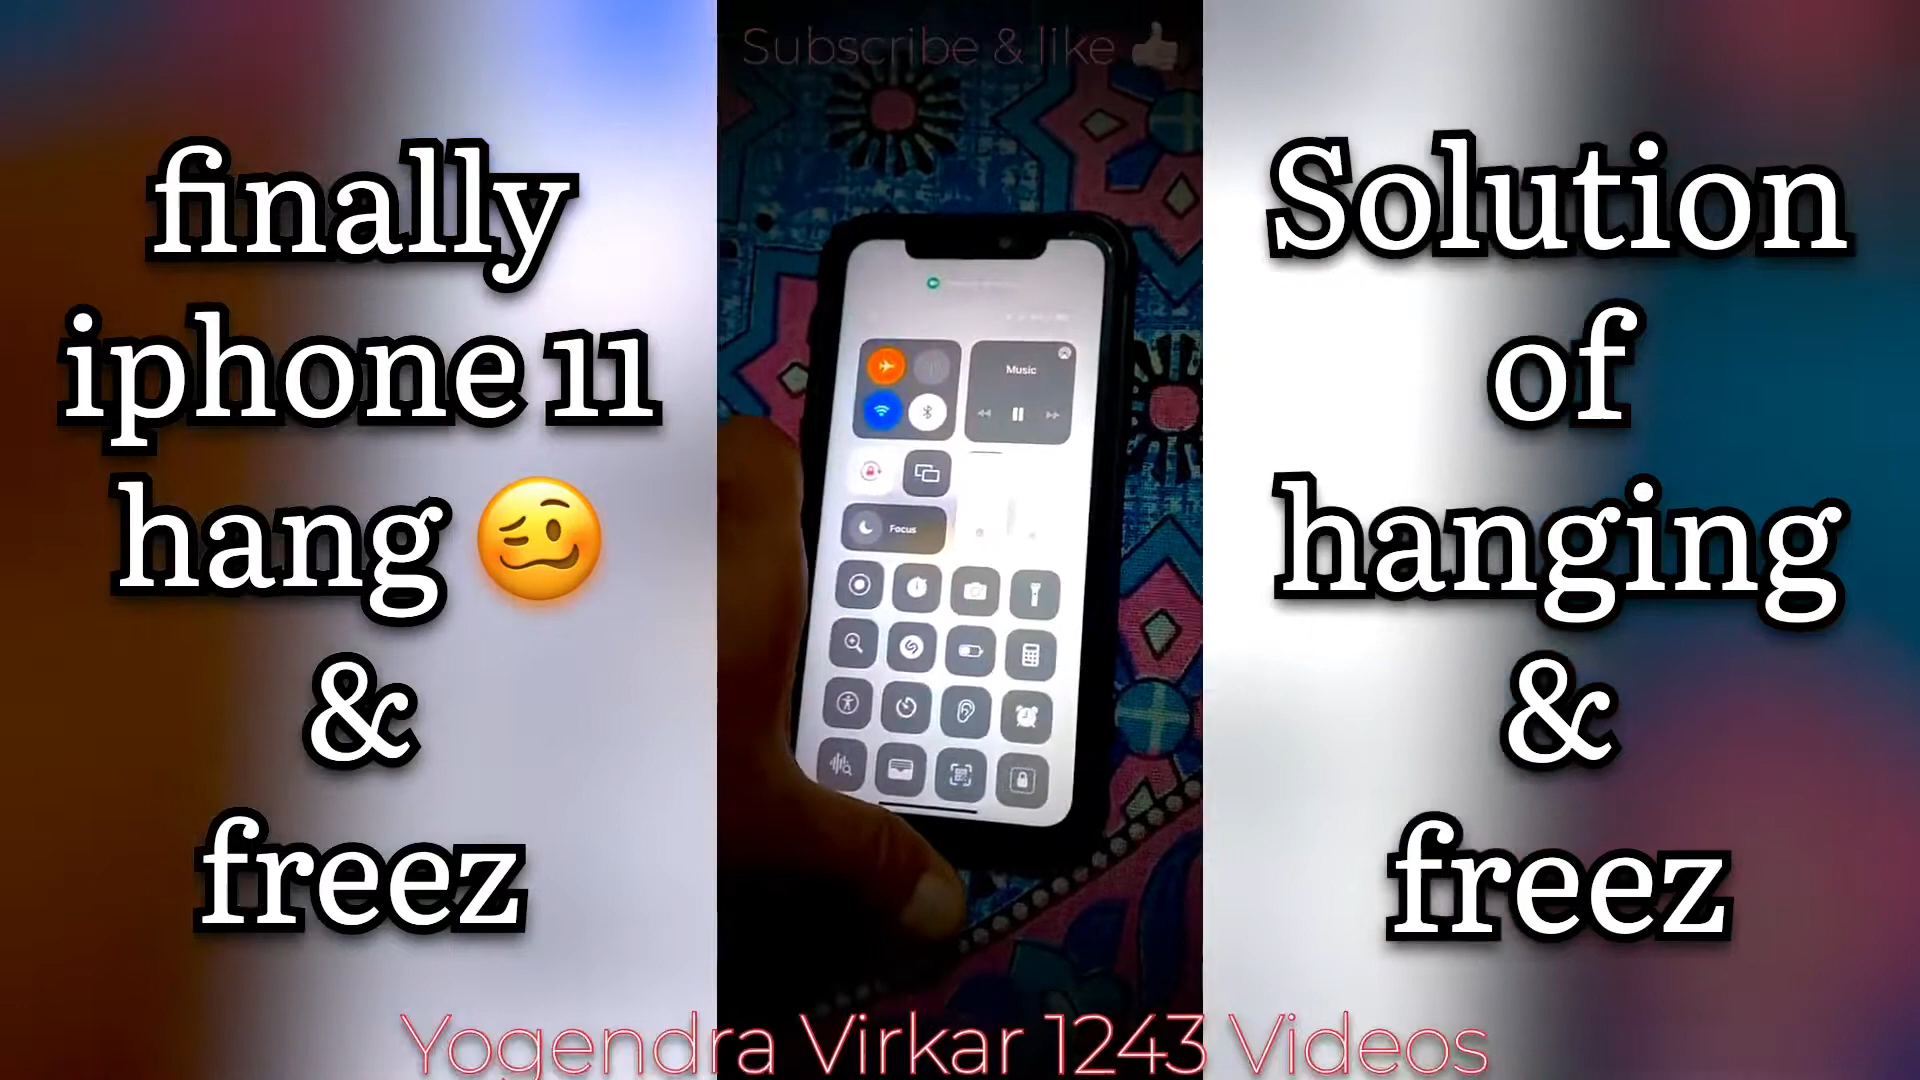 Subscribe & like 👍
finally
iphone 11
hang 🥴
&
freez
Music
Focus
Solution
of
hanging
&
freez
Yogendra Virkar 1243 Videos